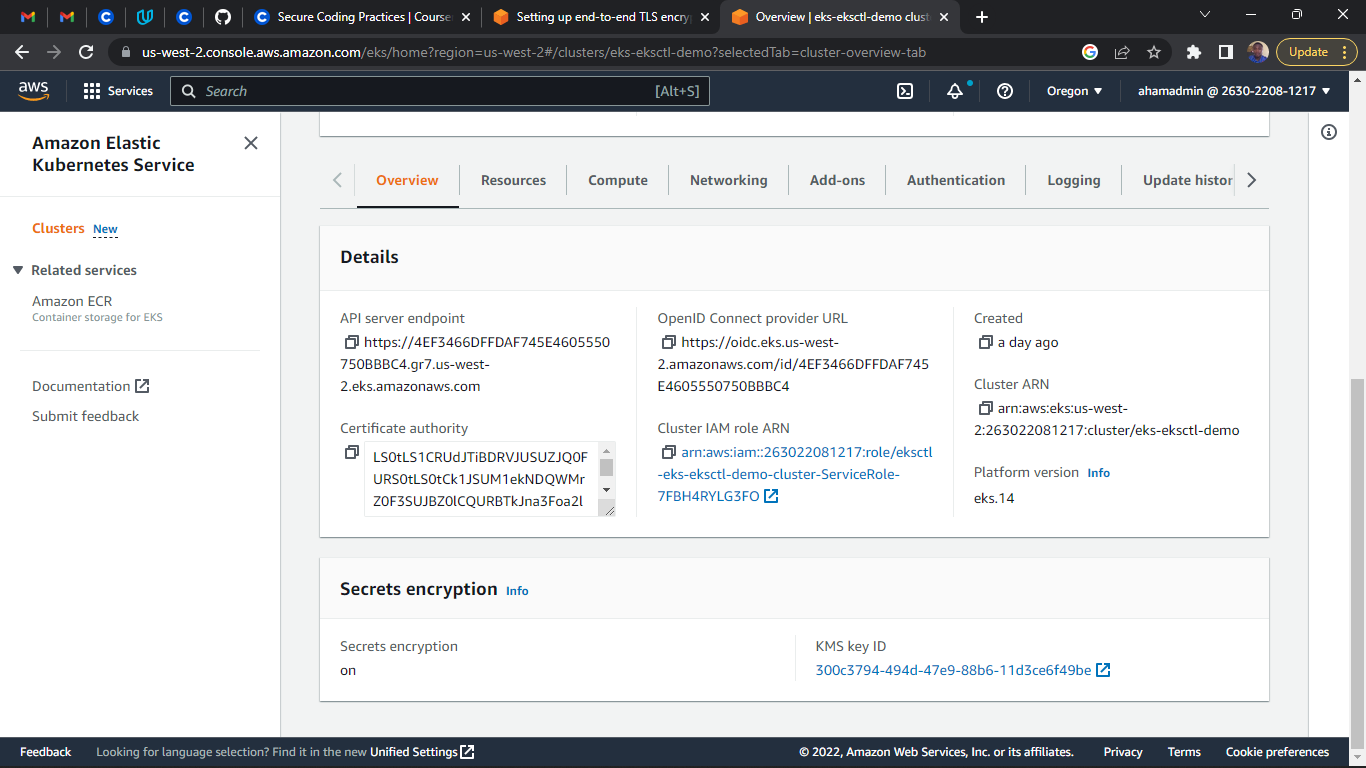 Secure Coding Practices | Course
Setting up end-to-end TLS encry
Overview | eks-eksctl-demo clust
us-west-2.console.aws.amazon.com/eks/home?region=us-west-2#/clusters/eks-eksctl-demo?selectedTab=cluster-overview-tab
Update
aws
Services
Search
[Alt+S]
Oregon
ahamadmin @ 2630-2208-1217
Amazon Elastic
Kubernetes Service
Clusters New
Related services
Amazon ECR
Container storage for EKS
Documentation
Submit feedback
Overview
Resources
Compute
Networking
Add-ons
Authentication
Logging
Update histor
Details
API server endpoint
https://4EF3466DFFDAF745E4605550
750BBBC4.gr7.us-west-
2.eks.amazonaws.com
Certificate authority
LS0tLS1CRUdJTiBDRVJUSUZJQ0F
URS0tLS0tCk1JSUM1ekNDQWMr
Z0F3SUJBZ0lCQURBTkJna3Foa2l
OpenID Connect provider URL
https://oidc.eks.us-west-
2.amazonaws.com/id/4EF3466DFFDAF745
E4605550750BBBC4
Cluster IAM role ARN
arn:aws:iam::263022081217:role/eksctl
-eks-eksctl-demo-cluster-ServiceRole-
7FBH4RYLG3FO
Created
a day ago
Cluster ARN
arn:aws:eks:us-west-
2:263022081217:cluster/eks-eksctl-demo
Platform version Info
eks.14
Secrets encryption Info
Secrets encryption
on
KMS key ID
300c3794-494d-47e9-88b6-11d3ce6f49be
Feedback
Looking for language selection? Find it in the new Unified Settings
© 2022, Amazon Web Services, Inc. or its affiliates.
Privacy
Terms
Cookie preferences